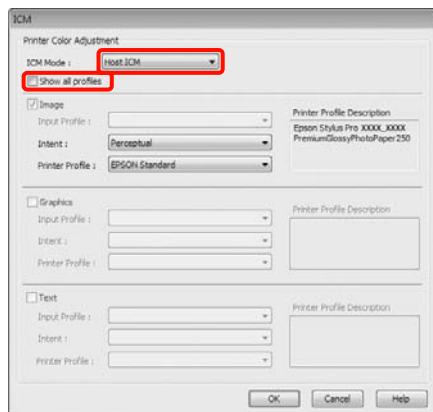 ICM
Printer Color Adjustment
ICM Mode : Host ICM
Show all profiles
Image
Input Profile :
Intent : Perceptual
Printer Profile : EPSON Standard
Printer Profile Description
Epson Stylus Pro XXXX_XXXX
PremiumGlossyPhotoPaper250
Graphics
Input Profile :
Intent :
Printer Profile :
Printer Profile Description
Text
Input Profile :
Intent :
Printer Profile :
Printer Profile Description
OK Cancel Help